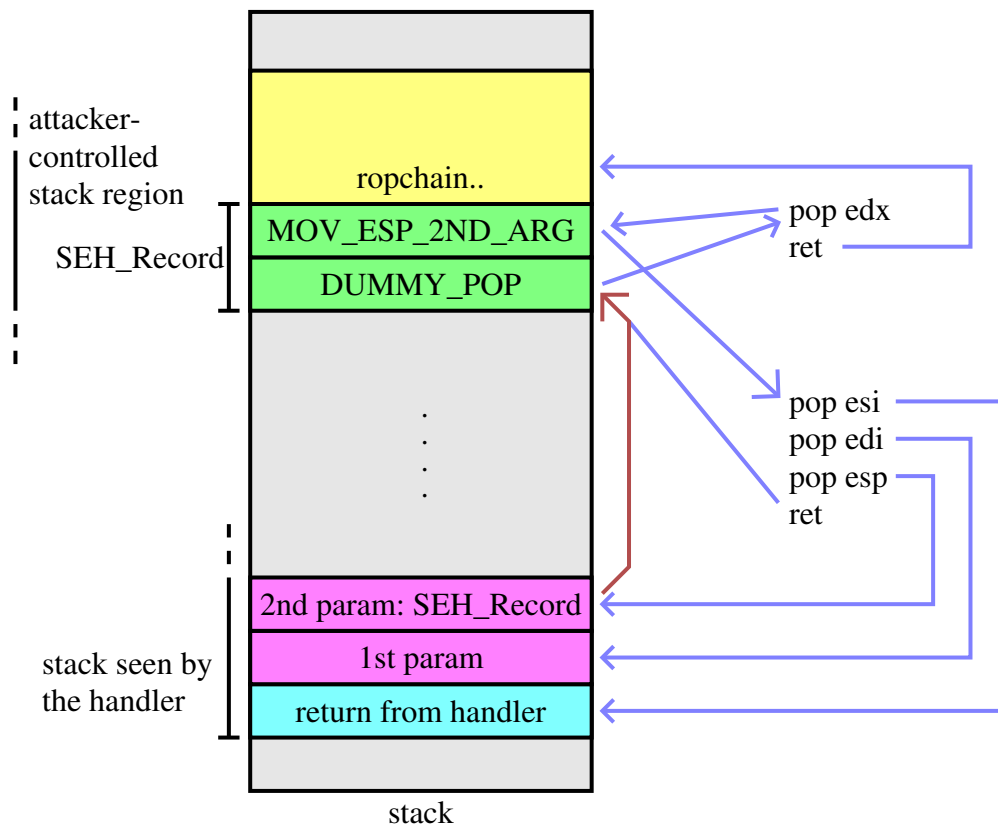 attacker-
controlled
stack region
SEH_Record
ropchain..
MOV_ESP_2ND_ARG
DUMMY_POP
pop edx
ret
pop esi
pop edi
pop esp
ret
.
.
.
.
2nd param: SEH_Record
1st param
return from handler
stack seen by
the handler
stack